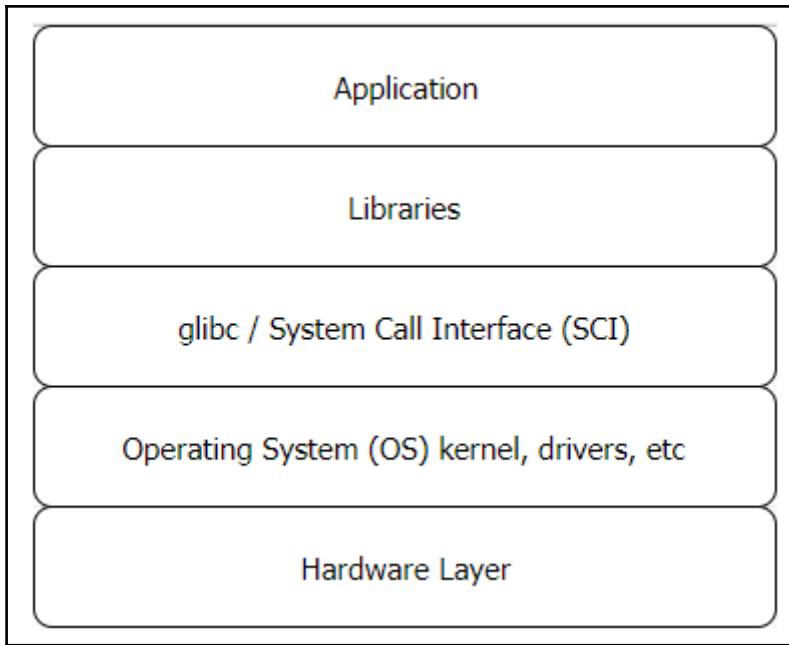 Application
Libraries
glibc / System Call Interface (SCI)
Operating System (OS) kernel, drivers, etc
Hardware Layer